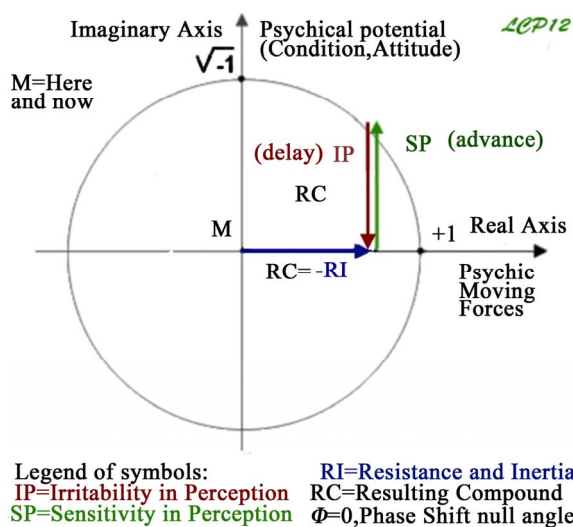 Imaginary Axis
Psychical potential
(Condition,Attitude)
LCP12
√-1
M=Here
and now
(delay) IP
SP (advance)
RC
M
+1
Real Axis
RC= -RI
Psychic
Moving
Forces
Legend of symbols:
RI=Resistance and Inertia
IP=Irritability in Perception
RC=Resulting Compound
SP=Sensitivity in Perception
Φ=0,Phase Shift null angle